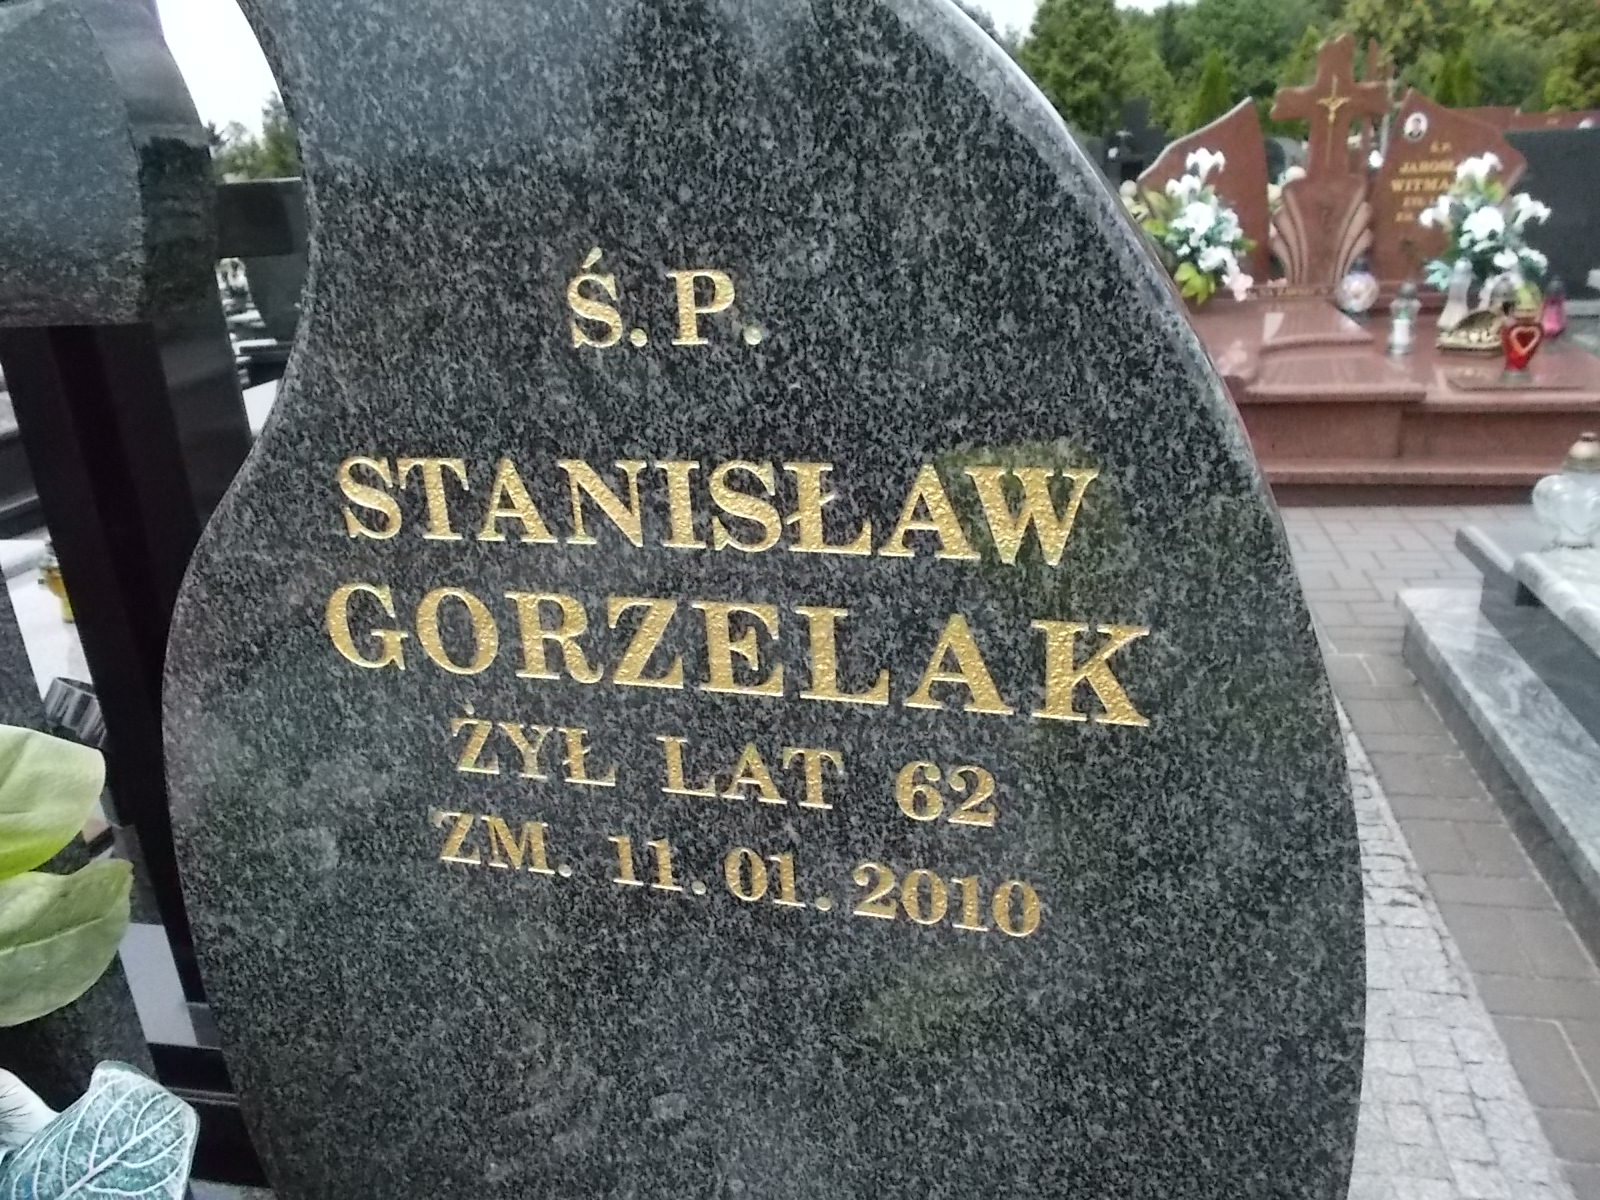 Ś. P.
STANISŁAW
GORZELAK
ŻYŁ LAT 62
ZM. 11.01.2010
Ś.P.